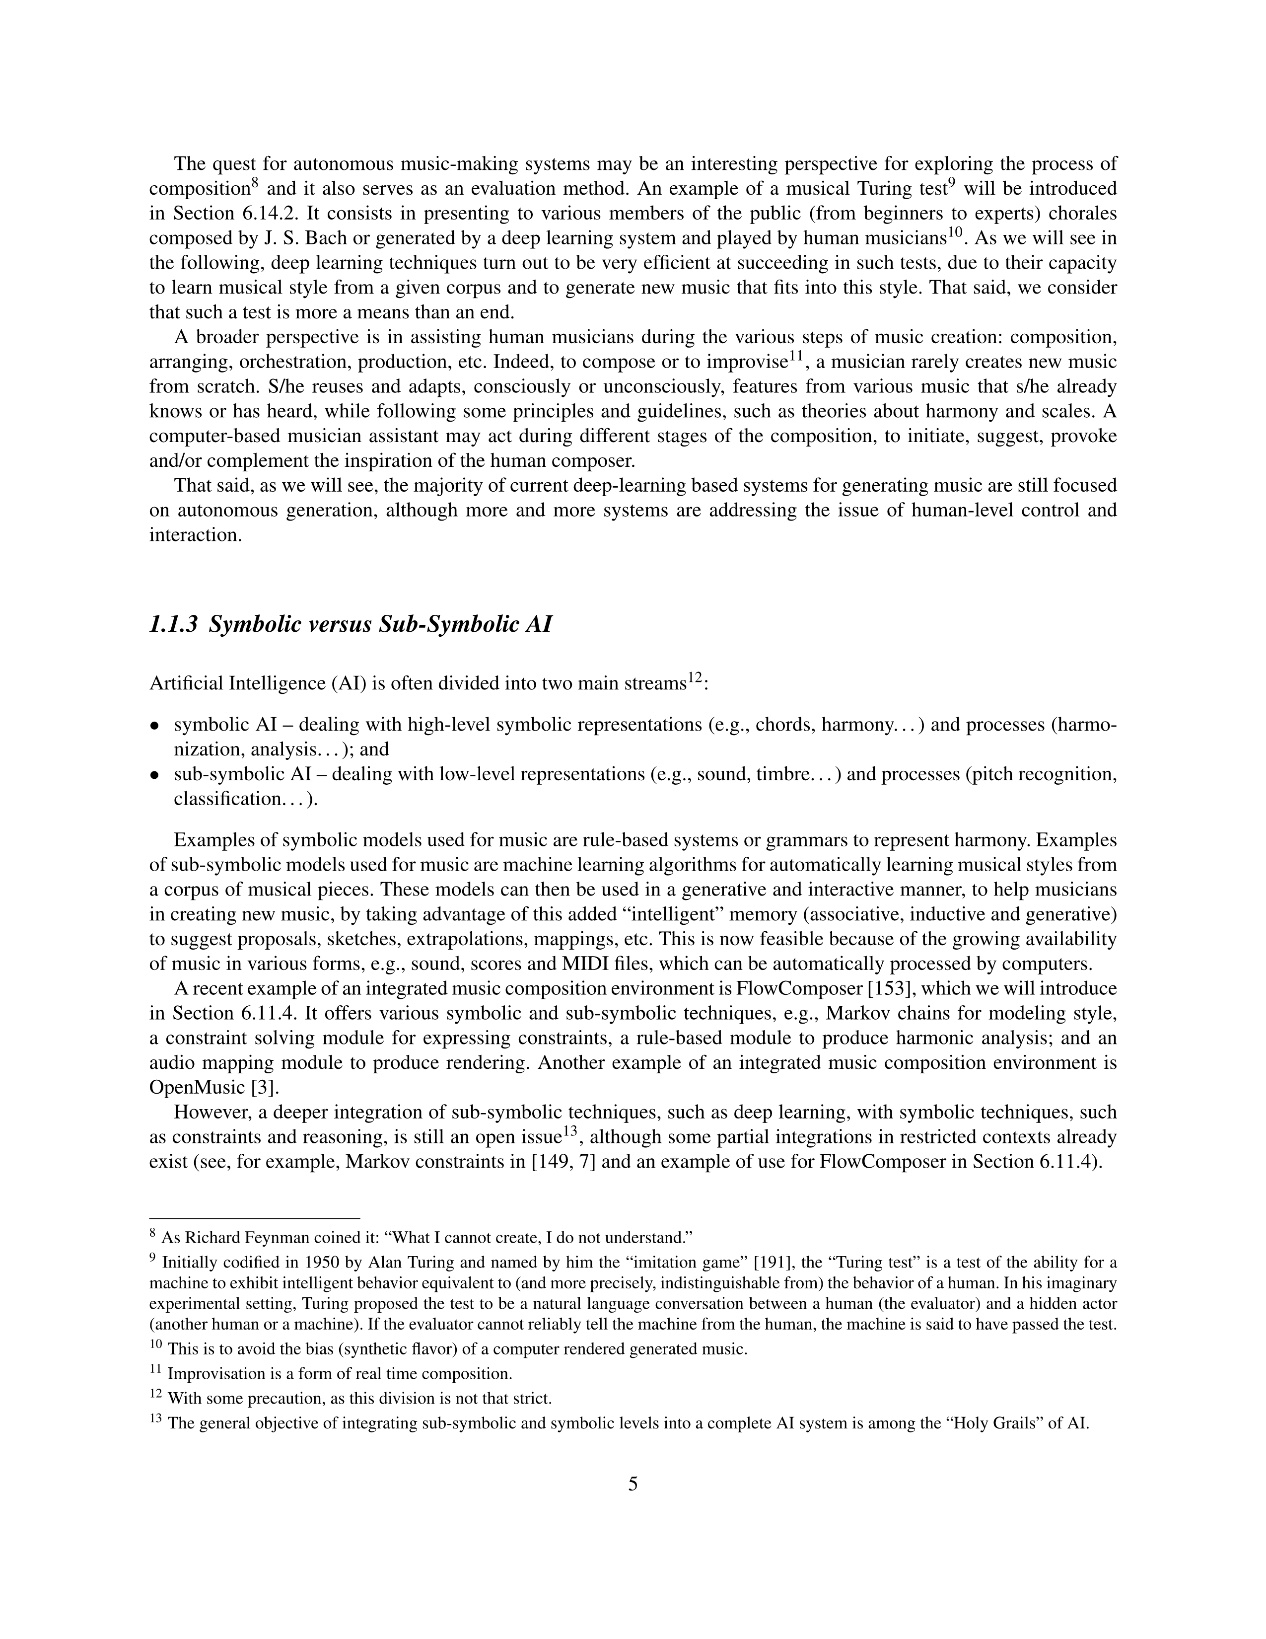 The quest for autonomous music-making systems may be an interesting perspective for exploring the process of
composition8 and it also serves as an evaluation method. An example of a musical Turing test9 will be introduced
in Section 6.14.2. It consists in presenting to various members of the public (from beginners to experts) chorales
composed by J. S. Bach or generated by a deep learning system and played by human musicians10. As we will see in
the following, deep learning techniques turn out to be very efficient at succeeding in such tests, due to their capacity
to learn musical style from a given corpus and to generate new music that fits into this style. That said, we consider
that such a test is more a means than an end.
A broader perspective is in assisting human musicians during the various steps of music creation: composition,
arranging, orchestration, production, etc. Indeed, to compose or to improvise11, a musician rarely creates new music
from scratch. S/he reuses and adapts, consciously or unconsciously, features from various music that s/he already
knows or has heard, while following some principles and guidelines, such as theories about harmony and scales. A
computer-based musician assistant may act during different stages of the composition, to initiate, suggest, provoke
and/or complement the inspiration of the human composer.
That said, as we will see, the majority of current deep-learning based systems for generating music are still focused
on autonomous generation, although more and more systems are addressing the issue of human-level control and
interaction.
1.1.3 Symbolic versus Sub-Symbolic AI
Artificial Intelligence (AI) is often divided into two main streams12:
• symbolic AI – dealing with high-level symbolic representations (e.g., chords, harmony...) and processes (harmo-
nization, analysis...); and
• sub-symbolic AI – dealing with low-level representations (e.g., sound, timbre...) and processes (pitch recognition,
classification...).
Examples of symbolic models used for music are rule-based systems or grammars to represent harmony. Examples
of sub-symbolic models used for music are machine learning algorithms for automatically learning musical styles from
a corpus of musical pieces. These models can then be used in a generative and interactive manner, to help musicians
in creating new music, by taking advantage of this added “intelligent” memory (associative, inductive and generative)
to suggest proposals, sketches, extrapolations, mappings, etc. This is now feasible because of the growing availability
of music in various forms, e.g., sound, scores and MIDI files, which can be automatically processed by computers.
A recent example of an integrated music composition environment is FlowComposer [153], which we will introduce
in Section 6.11.4. It offers various symbolic and sub-symbolic techniques, e.g., Markov chains for modeling style,
a constraint solving module for expressing constraints, a rule-based module to produce harmonic analysis; and an
audio mapping module to produce rendering. Another example of an integrated music composition environment is
OpenMusic [3].
However, a deeper integration of sub-symbolic techniques, such as deep learning, with symbolic techniques, such
as constraints and reasoning, is still an open issue13, although some partial integrations in restricted contexts already
exist (see, for example, Markov constraints in [149, 7] and an example of use for FlowComposer in Section 6.11.4).
8 As Richard Feynman coined it: “What I cannot create, I do not understand.”
9 Initially codified in 1950 by Alan Turing and named by him the “imitation game” [191], the “Turing test” is a test of the ability for a
machine to exhibit intelligent behavior equivalent to (and more precisely, indistinguishable from) the behavior of a human. In his imaginary
experimental setting, Turing proposed the test to be a natural language conversation between a human (the evaluator) and a hidden actor
(another human or a machine). If the evaluator cannot reliably tell the machine from the human, the machine is said to have passed the test.
10 This is to avoid the bias (synthetic flavor) of a computer rendered generated music.
11 Improvisation is a form of real time composition.
12 With some precaution, as this division is not that strict.
13 The general objective of integrating sub-symbolic and symbolic levels into a complete AI system is among the “Holy Grails” of AI.
5